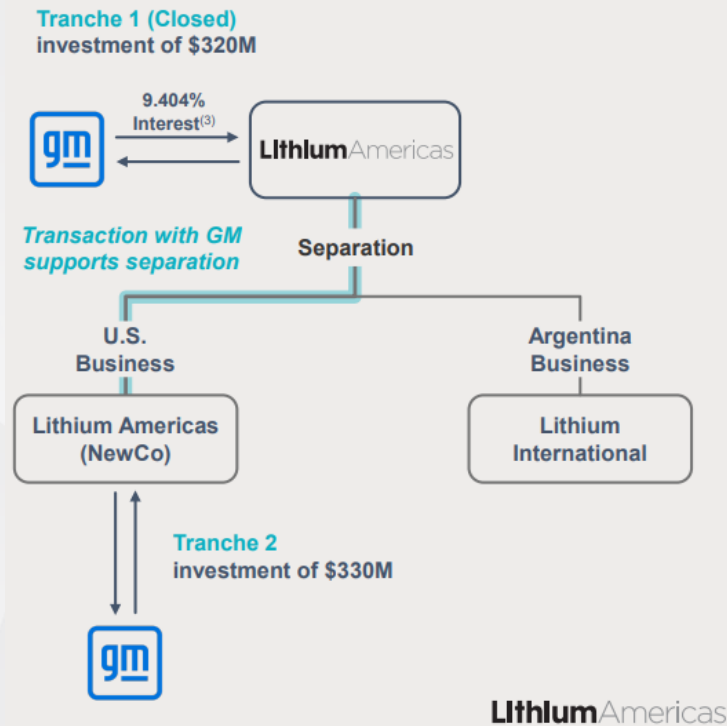 Tranche 1 (Closed)
investment of $320M
9.404%
Interest(3)
gm
LIthIumAmericas
Transaction with GM
supports separation
Separation
U.S.
Business
Argentina
Business
Lithium Americas
(NewCo)
Lithium
International
Tranche 2
investment of $330M
gm
LIthIumAmericas